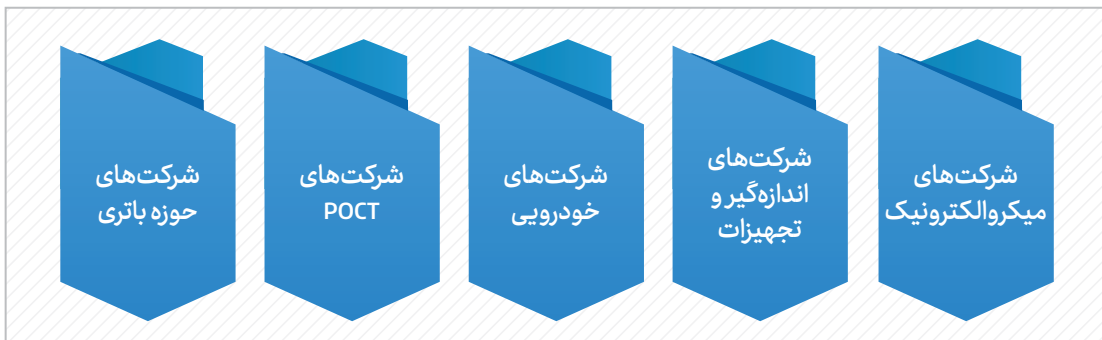 شرکت‌های
میکروالکترونیک
شرکت‌های
اندازه‌گیر و
تجهیزات
شرکت‌های
خودرویی
شرکت‌های
POCT
شرکت‌های
حوزه باتری